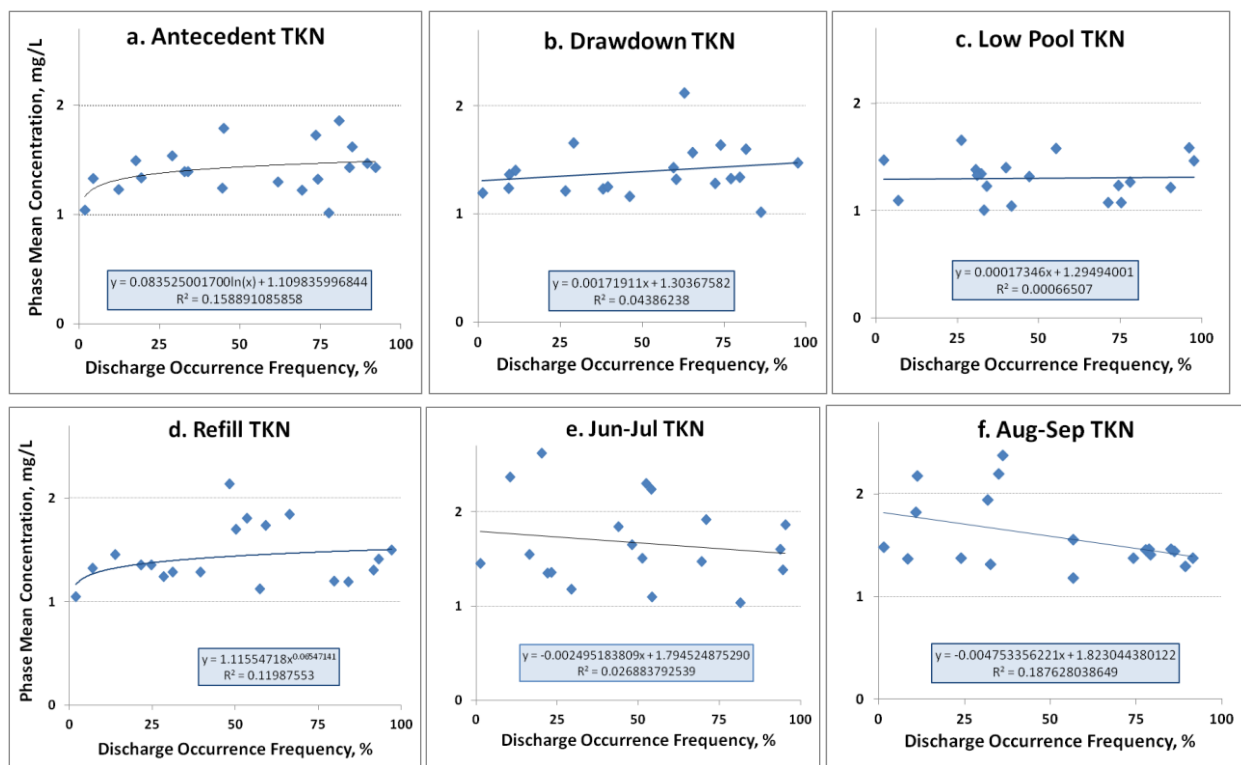 a. Antecedent TKN
Phase Mean Concentration, mg/L
2
1
0
y = 0.083525001700ln(x) + 1.109835996844
R² = 0.158891085858
0
25
50
75
100
Discharge Occurrence Frequency, %
b. Drawdown TKN
2
1
0
y = 0.00171911x + 1.30367582
R² = 0.04386238
0
25
50
75
100
Discharge Occurrence Frequency, %
c. Low Pool TKN
2
1
0
y = 0.00017346x + 1.29494001
R² = 0.00066507
0
25
50
75
100
Discharge Occurrence Frequency, %
d. Refill TKN
Phase Mean Concentration, mg/L
2
1
0
y = 1.11554718x^0.06547141
R² = 0.11987553
0
25
50
75
100
Discharge Occurrence Frequency, %
e. Jun-Jul TKN
2
1
0
y = -0.002495183809x + 1.794524875290
R² = 0.026883792539
0
25
50
75
100
Discharge Occurrence Frequency, %
f. Aug-Sep TKN
2
1
0
y = -0.004753356221x + 1.823044380122
R² = 0.187628038649
0
25
50
75
100
Discharge Occurrence Frequency, %